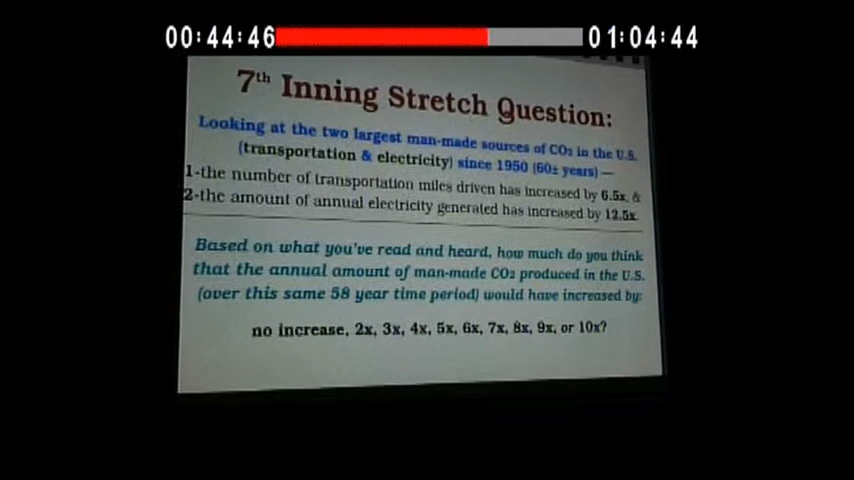 00:44:46 01:04:44
7th Inning Stretch Question:
Looking at the two largest man-made sources of CO2 in the U.S.
(transportation & electricity) since 1950 (60± years) —
1-the number of transportation miles driven has increased by 6.5x, &
2-the amount of annual electricity generated has increased by 12.5x.
Based on what you've read and heard, how much do you think
that the annual amount of man-made CO2 produced in the U.S.
(over this same 58 year time period) would have increased by:
no increase, 2x, 3x, 4x, 5x, 6x, 7x, 8x, 9x, or 10x?